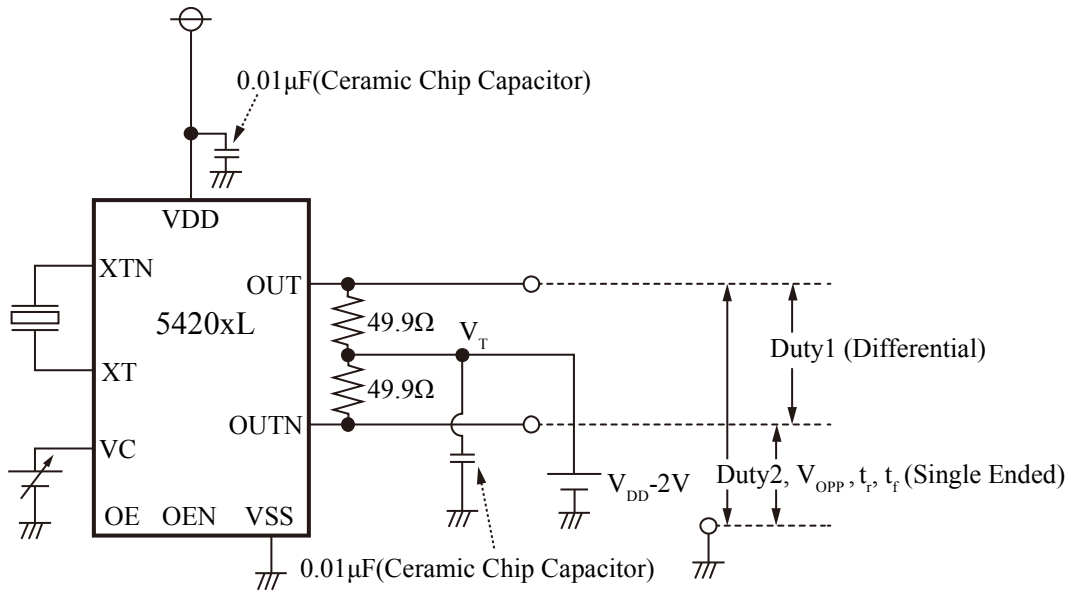 0.01μF(Ceramic Chip Capacitor)
VDD
XTN
OUT
5420xL
49.9Ω
V_T
Duty1 (Differential)
XT
49.9Ω
OUTN
VC
V_DD-2V
Duty2, V_OPP, t_r, t_f (Single Ended)
OE OEN VSS
0.01μF(Ceramic Chip Capacitor)